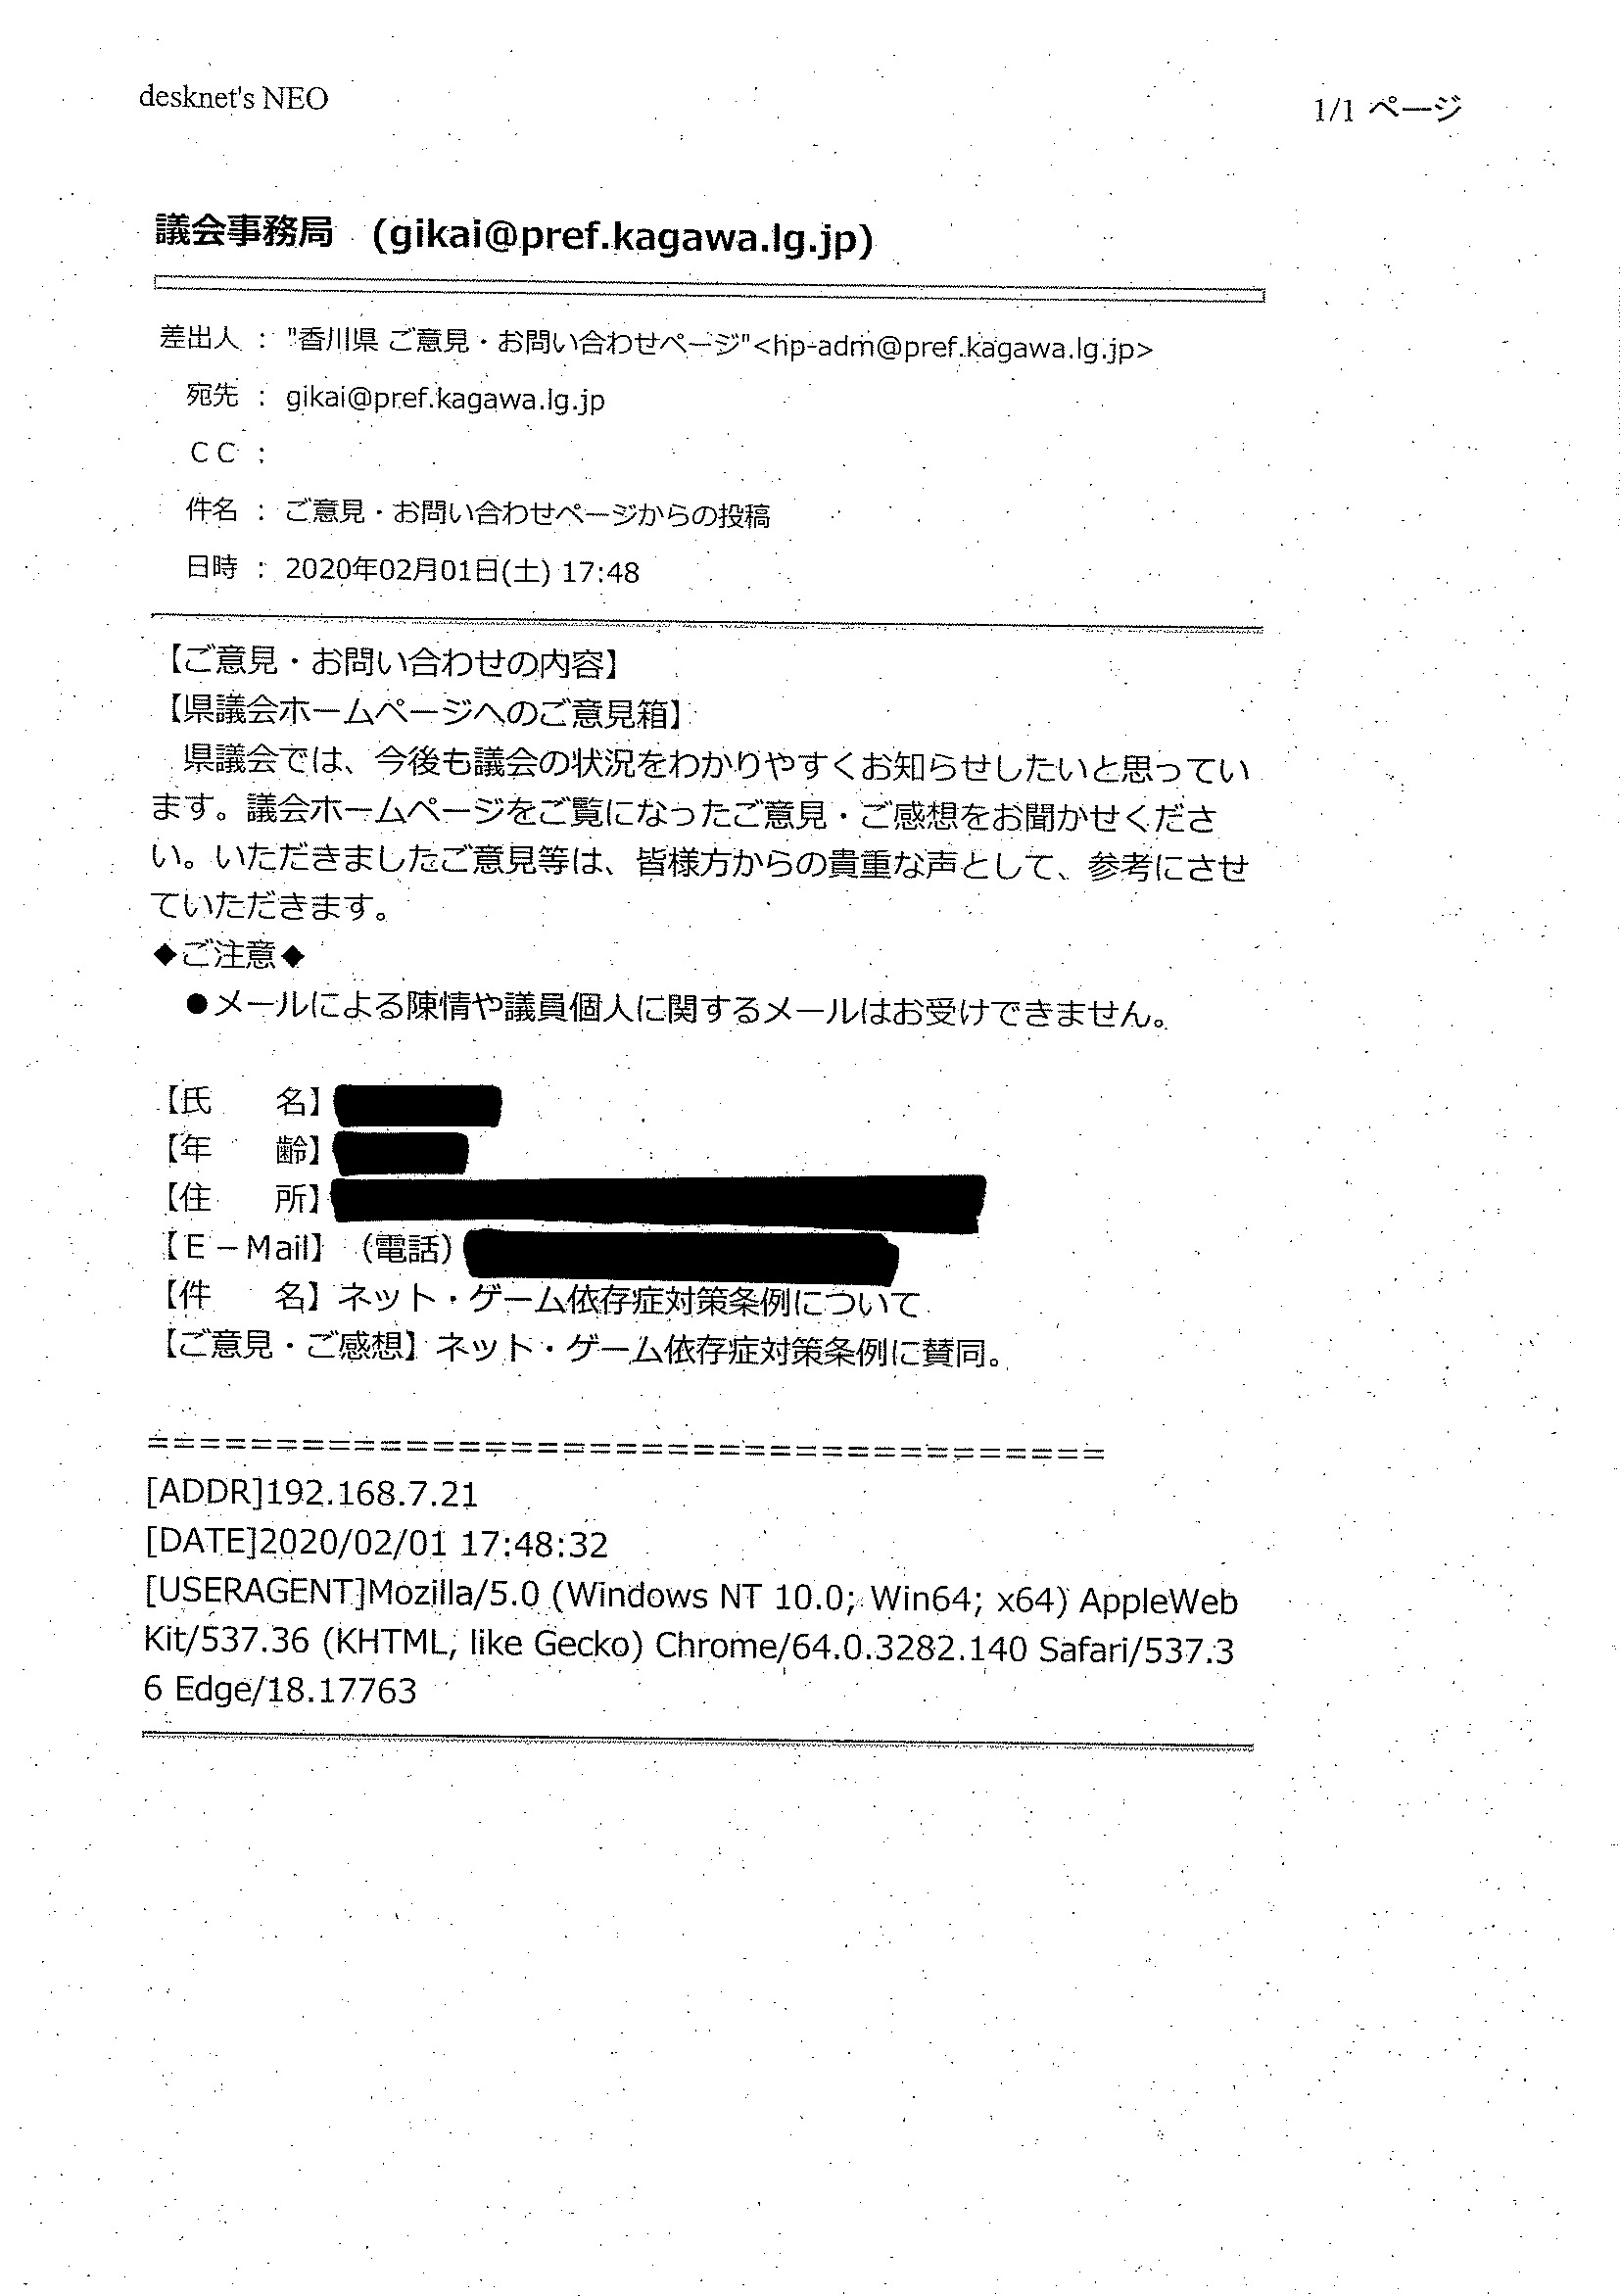 desknet's NEO
1/1 ページ
議会事務局 (gikai@pref.kagawa.lg.jp)
差出人 : "香川県 ご意見・お問い合わせページ"<hp-adm@pref.kagawa.lg.jp>
宛先 : gikai@pref.kagawa.lg.jp
CC :
件名 : ご意見・お問い合わせページからの投稿
日時 : 2020年02月01日(土) 17:48
【ご意見・お問い合わせの内容】
【県議会ホームページへのご意見箱】
県議会では、今後も議会の状況をわかりやすくお知らせしたいと思ってい
ます。議会ホームページをご覧になったご意見・ご感想をお聞かせくださ
い。いただきましたご意見等は、皆様方からの貴重な声として、参考にさせ
ていただきます。
◆ご注意◆
●メールによる陳情や議員個人に関するメールはお受けできません。
【氏　　名】
【年　　齢】
【住　　所】
【E－Mail】（電話）
【件　　名】ネット・ゲーム依存症対策条例について
【ご意見・ご感想】ネット・ゲーム依存症対策条例に賛同。
=====================================
[ADDR]192.168.7.21
[DATE]2020/02/01 17:48:32
[USERAGENT]Mozilla/5.0 (Windows NT 10.0; Win64; x64) AppleWeb
Kit/537.36 (KHTML, like Gecko) Chrome/64.0.3282.140 Safari/537.3
6 Edge/18.17763